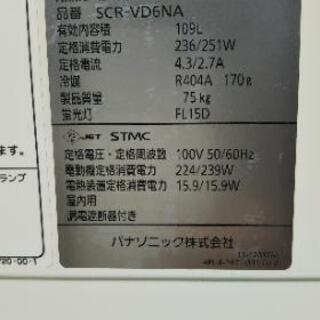 品番 SCR-VD6NA
有効内容積 109L
定格消費電力 236/251W
定格電流 4.3/2.7A
冷媒 R404A 170g
製品質量 75kg
蛍光灯 FL15D
JET STMC
定格電圧・定格周波数 100V 50/60Hz
電動機定格消費電力 224/239W
電熱装置定格消費電力 15.9/15.9W
屋内用
漏電遮断器付き
パナソニック株式会社
ます。
ランプ
720-00-1